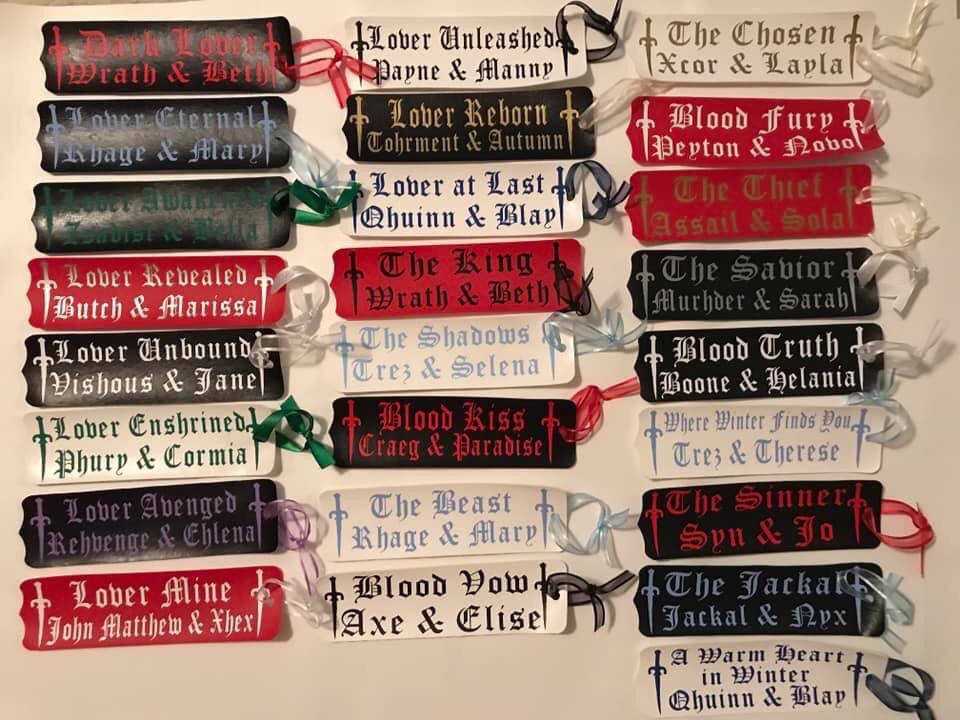 Dark Lover
Wrath & Beth
Lover Eternal
Rhage & Mary
Lover Awakened
Zsadist & Bella
Lover Revealed
Butch & Marissa
Lover Unbound
Vishous & Jane
Lover Enshrined
Phury & Cormia
Lover Avenged
Rehvenge & Ehlena
Lover Mine
John Matthew & Xhex
Lover Unleashed
Payne & Manny
Lover Reborn
Tohrment & Autumn
Lover at Last
Qhuinn & Blay
The King
Wrath & Beth
The Shadows
Trez & Selena
Blood Kiss
Craeg & Paradise
The Beast
Rhage & Mary
Blood Vow
Axe & Elise
The Chosen
Xcor & Layla
Blood Fury
Peyton & Novo
The Thief
Assail & Sola
The Savior
Murhder & Sarah
Blood Truth
Boone & Helania
Where Winter Finds You
Trez & Therese
The Sinner
Syn & Jo
The Jackal
Jackal & Nyx
A Warm Heart
in Winter
Qhuinn & Blay